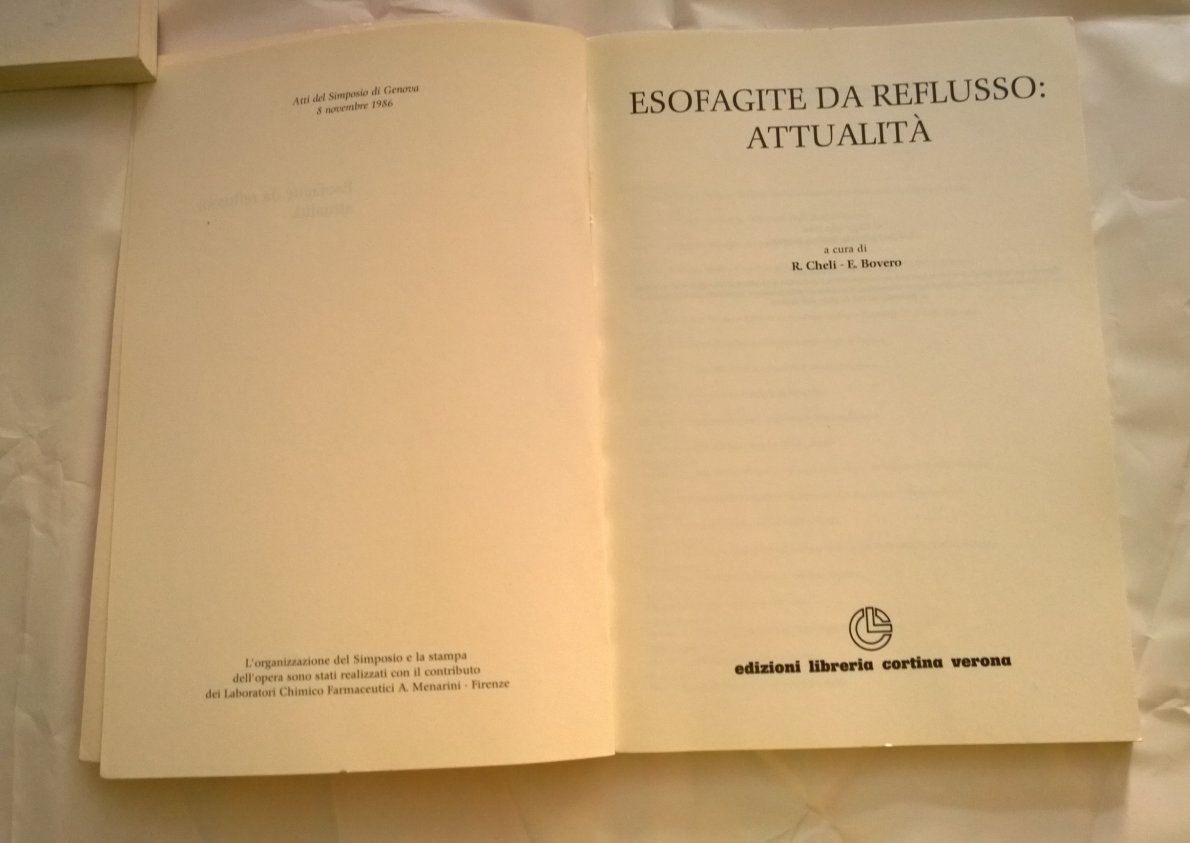 Atti del Simposio di Genova
8 novembre 1986
L'organizzazione del Simposio e la stampa
dell'opera sono stati realizzati con il contributo
dei Laboratori Chimico Farmaceutici A. Menarini - Firenze
ESOFAGITE DA REFLUSSO:
ATTUALITÀ
a cura di
R. Cheli - E. Bovero
edizioni libreria cortina verona